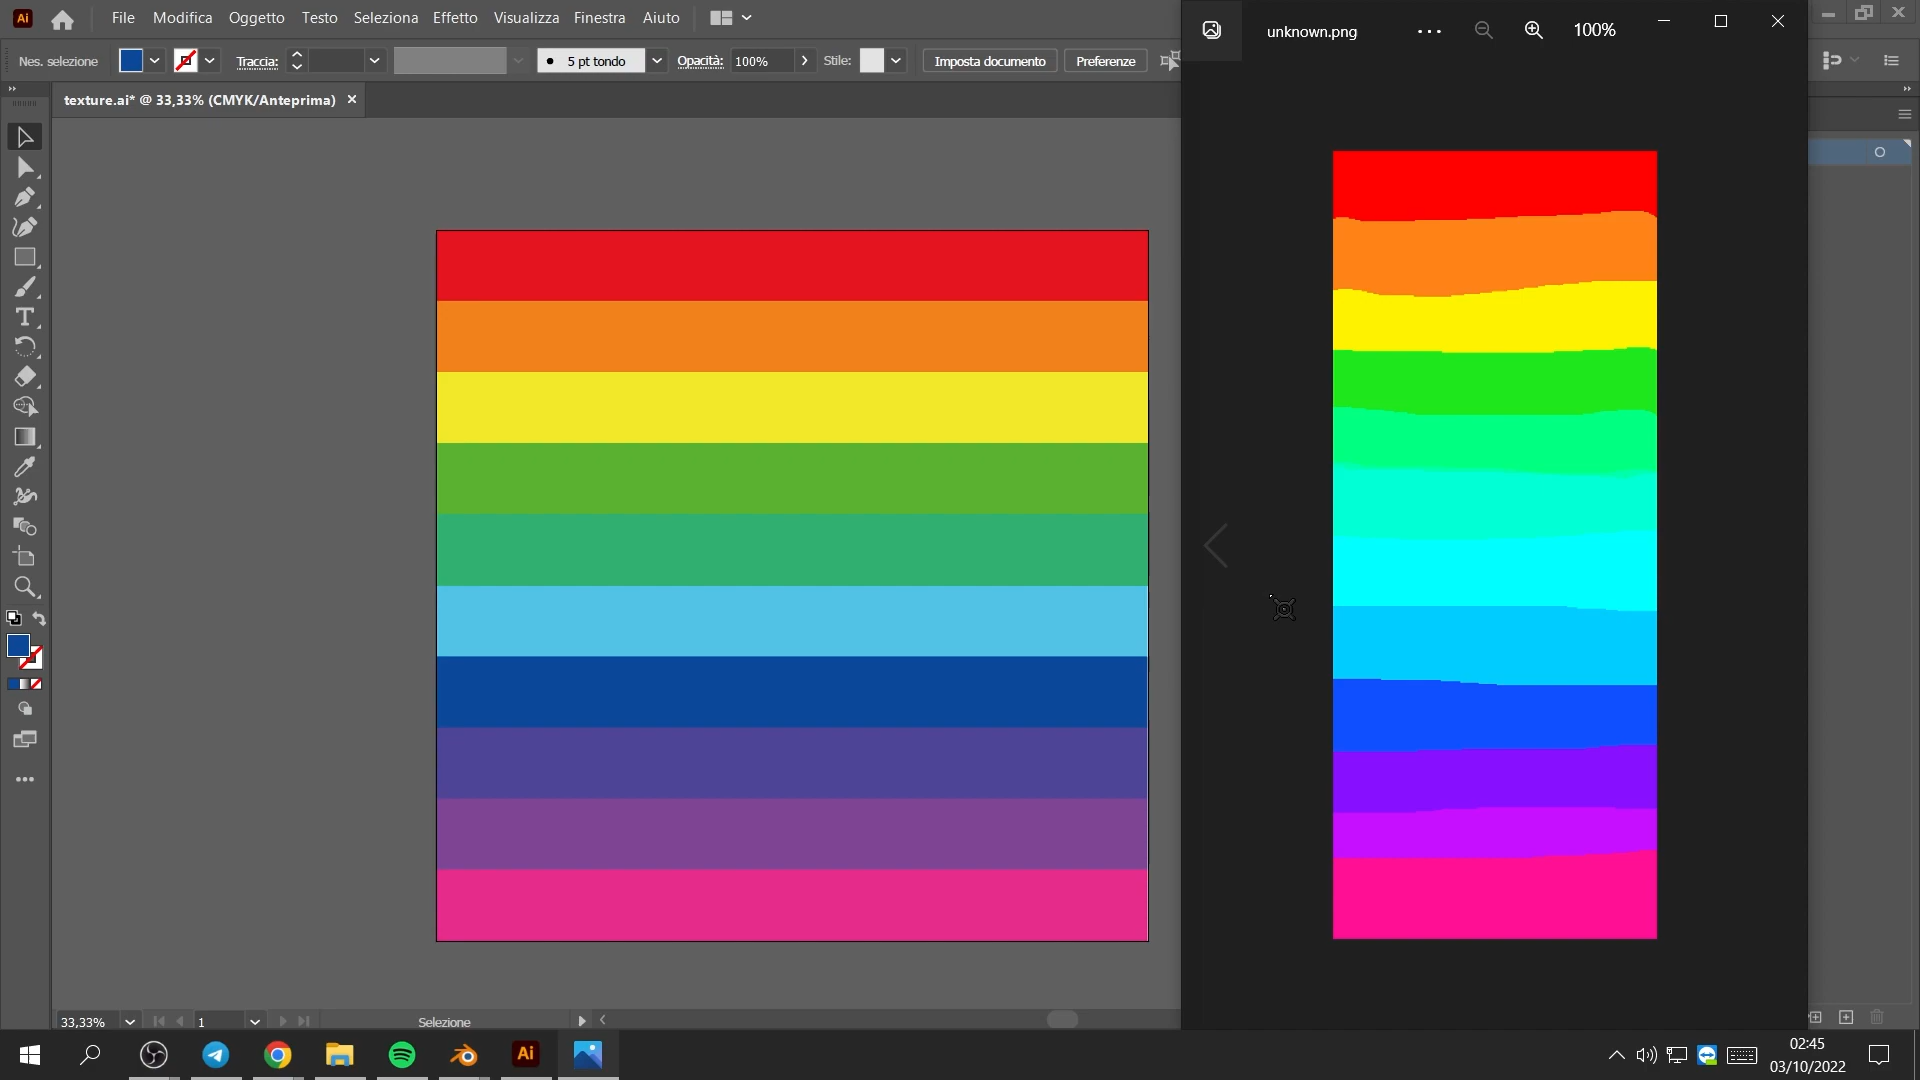 Ai File Modifica Oggetto Testo Seleziona Effetto Visualizza Finestra Aiuto
unknown.png 100%
Nes. selezione Traccia: 5 pt tondo Opacità: 100% Stile: Imposta documento Preferenze
texture.ai* @ 33,33% (CMYK/Anteprima)
T
33,33% 1 Selezione
Ai
02:45
03/10/2022